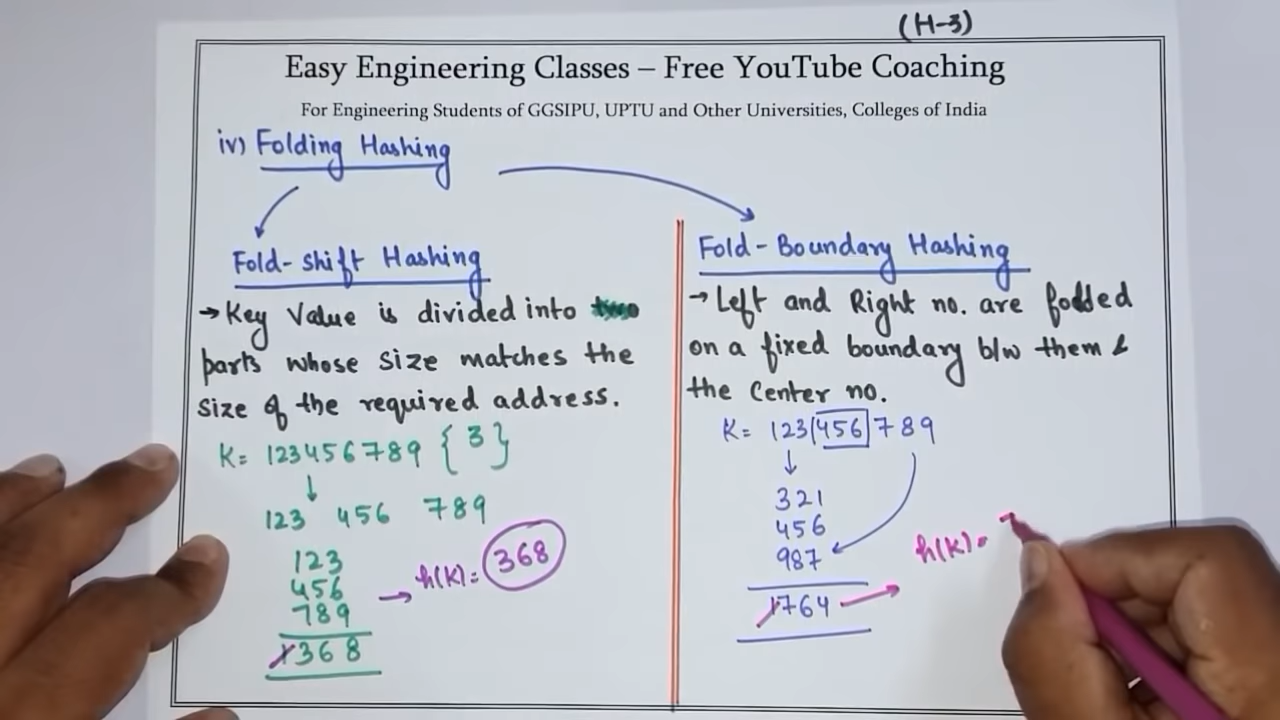 (H-3)
Easy Engineering Classes – Free YouTube Coaching
For Engineering Students of GGSIPU, UPTU and Other Universities, Colleges of India
iv) Folding Hashing
Fold-Shift Hashing
→ Key Value is divided into
parts whose size matches the
size of the required address.
K= 123456789 {3}
↓
123 456 789
123
456
789
1368
→ h(K)= 368
Fold-Boundary Hashing
→ Left and Right no. are folded
on a fixed boundary b/w them &
the Center no.
K= 123|456|789
↓
321
456
987
1764
→ h(K)=